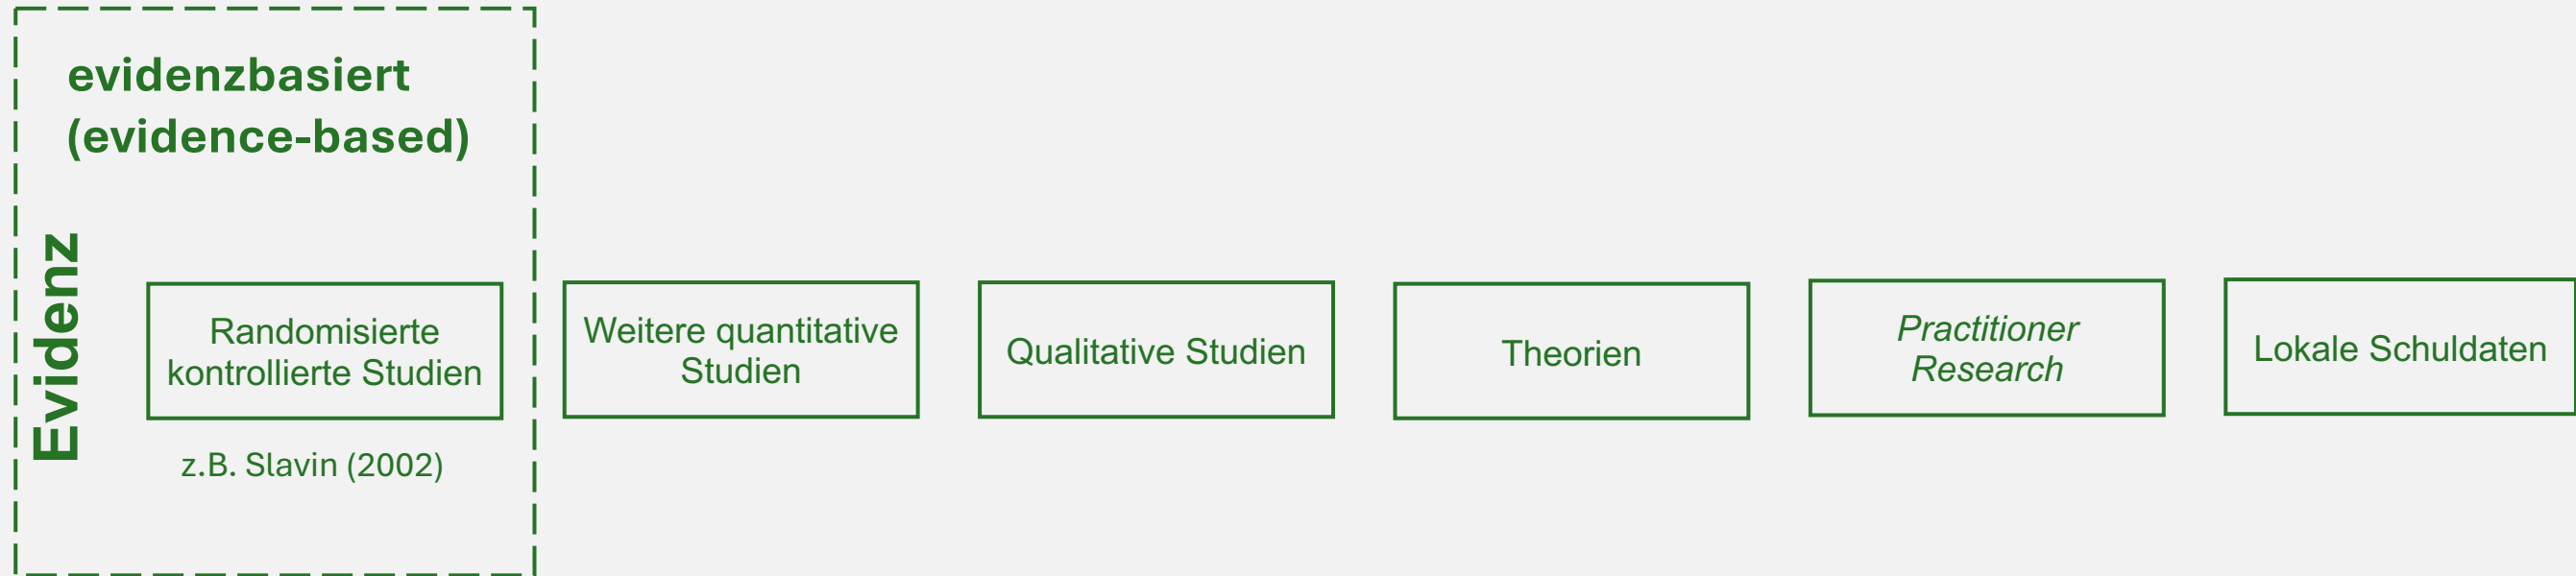 evidenzbasiert
(evidence-based)
Evidenz
Randomisierte
kontrollierte Studien
z.B. Slavin (2002)
Weitere quantitative
Studien
Qualitative Studien
Theorien
Practitioner
Research
Lokale Schuldaten